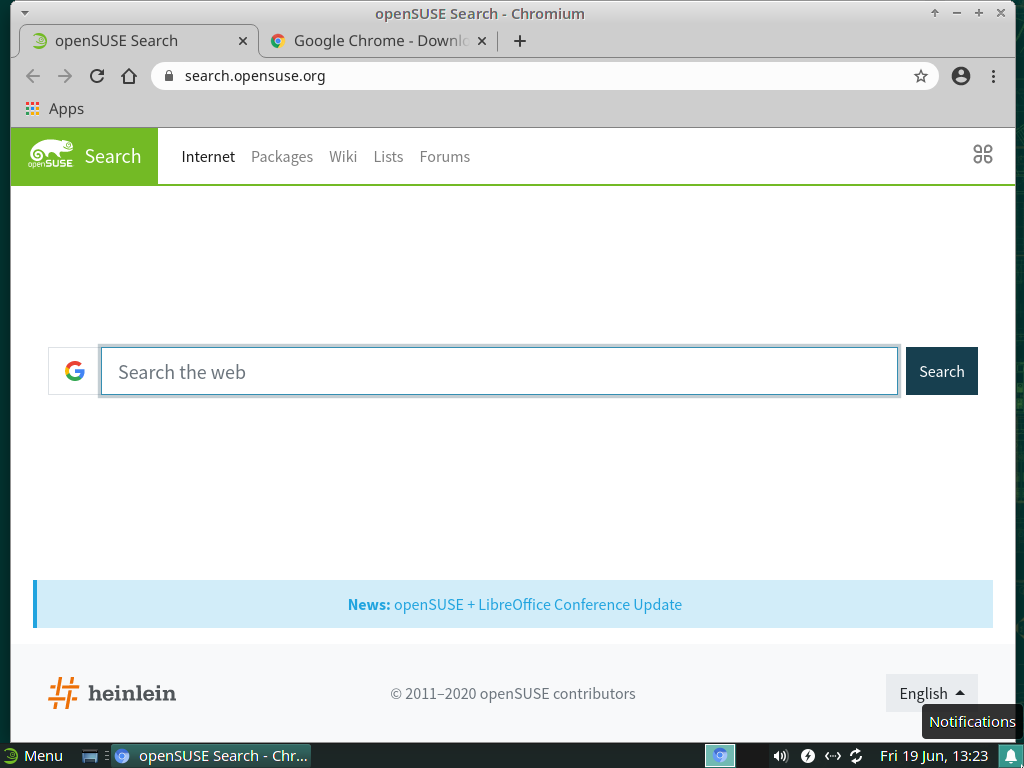 openSUSE Search - Chromium
openSUSE Search
Google Chrome - Downlo
search.opensuse.org
Apps
openSUSE Search Internet Packages Wiki Lists Forums
Search the web
Search
News: openSUSE + LibreOffice Conference Update
heinlein
© 2011–2020 openSUSE contributors
English
Notifications
Menu
openSUSE Search - Chr...
Fri 19 Jun, 13:23